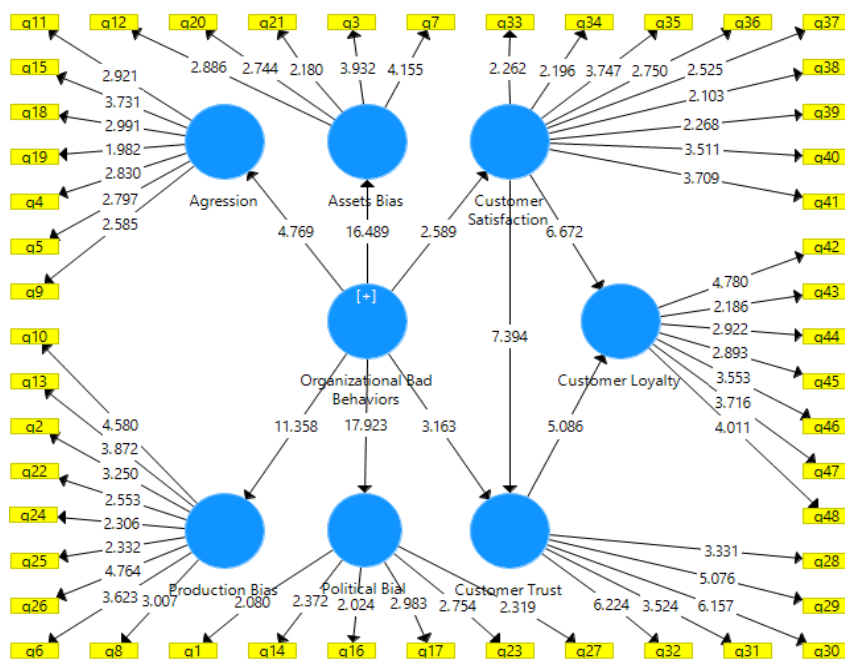 q11 q12 q20 q21 q3 q7 q33 q34 q35 q36 q37
2.921 2.886 2.744 2.180 3.932 4.155 2.262 2.196 3.747 2.750 2.525
q15 q38
3.731 2.103
q18 q39
2.991 2.268
q19 q40
1.982 3.511
q4 q41
2.830 3.709
q5
2.797
q9
2.585
Agression Assets Bias Customer
Satisfaction
4.769 16.489 2.589 6.672
q42
4.780
q43
2.186
q44
2.922
q45
2.893
q46
3.553
q47
3.716
q48
4.011
[+]
7.394
Organizational Bad
Behaviors
Customer Loyalty
11.358 17.923 3.163 5.086
q10
4.580
q13
3.872
q2
3.250
q22
2.553
q24
2.306
q25
2.332
q26
4.764
q6
3.623
q8
3.007
Production Bias Political Bial Customer Trust
2.080 2.372 2.024 2.983 2.754 2.319
q1 q14 q16 q17 q23 q27
3.331
q28
5.076
q29
6.157
q30
3.524
q31
6.224
q32